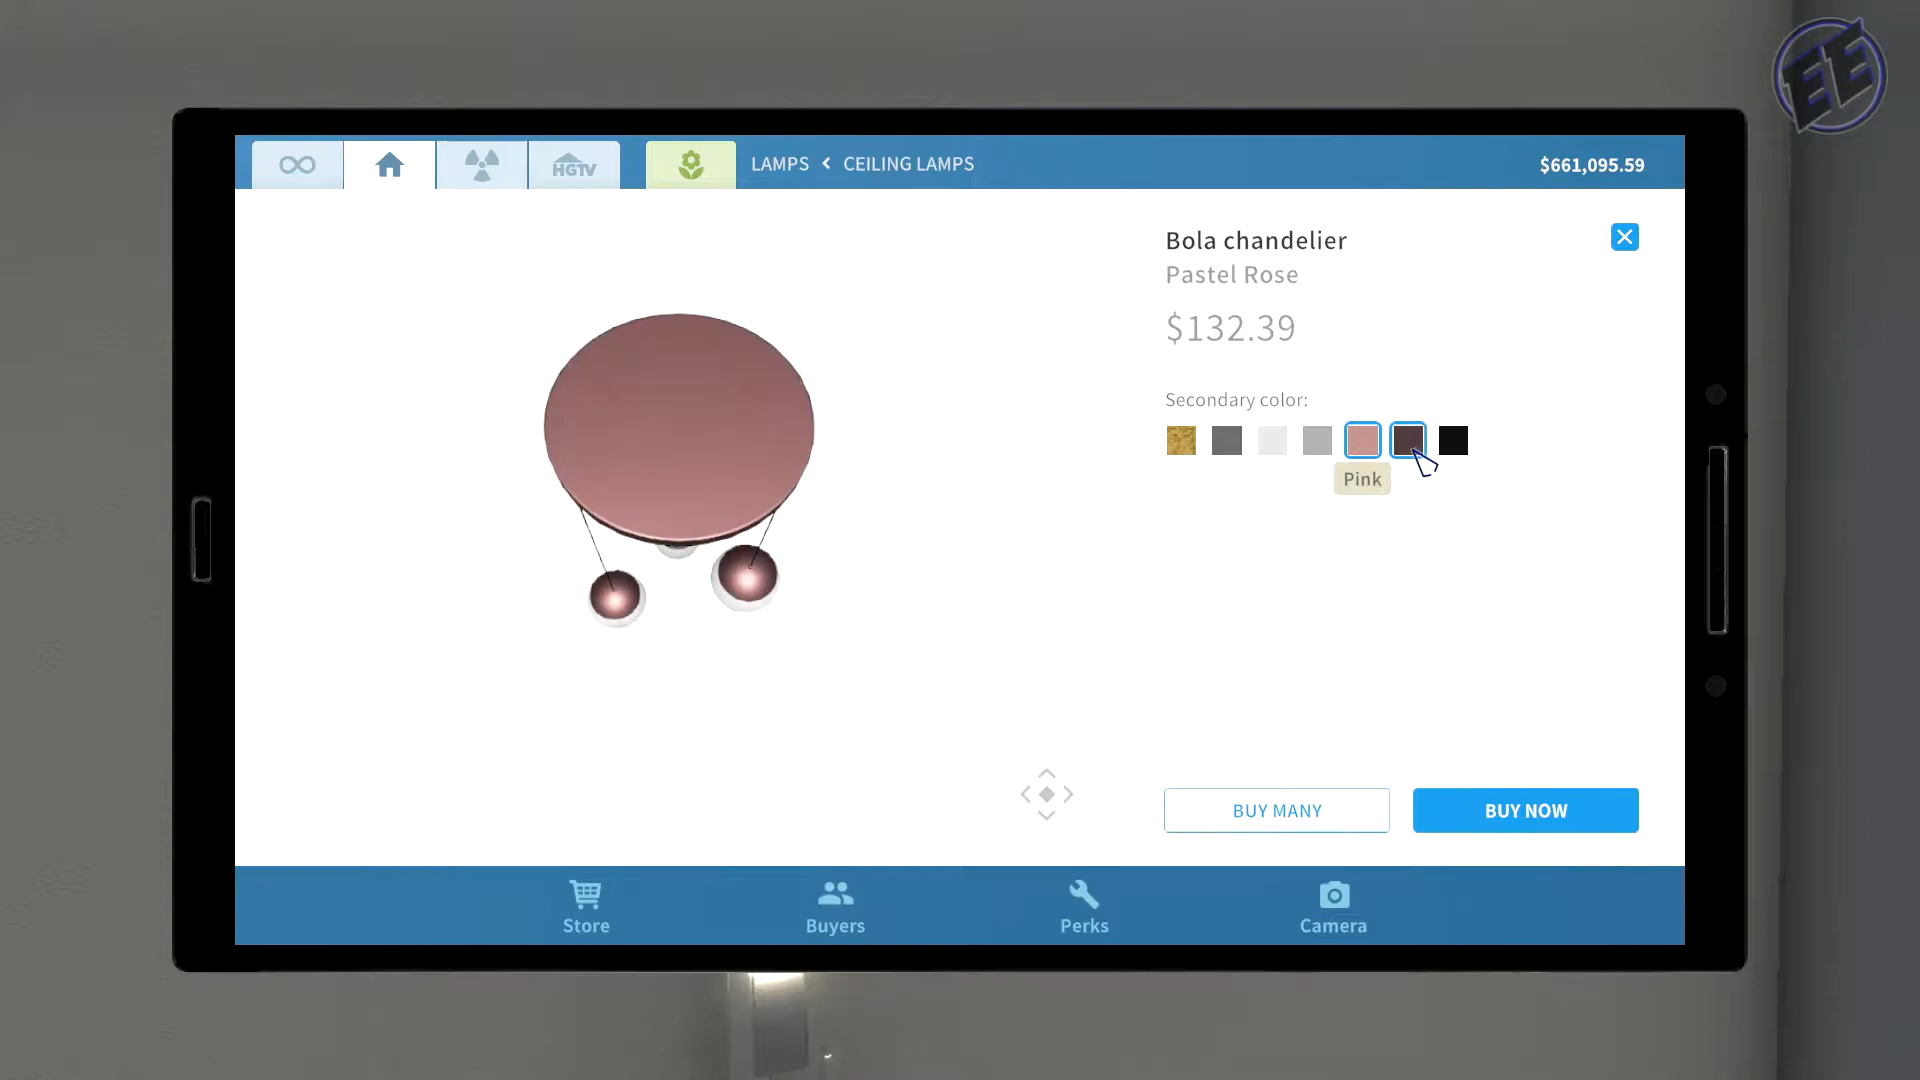 EE
HGTV
LAMPS < CEILING LAMPS
$661,095.59
Bola chandelier
Pastel Rose
$132.39
Secondary color:
Pink
BUY MANY
BUY NOW
Store
Buyers
Perks
Camera